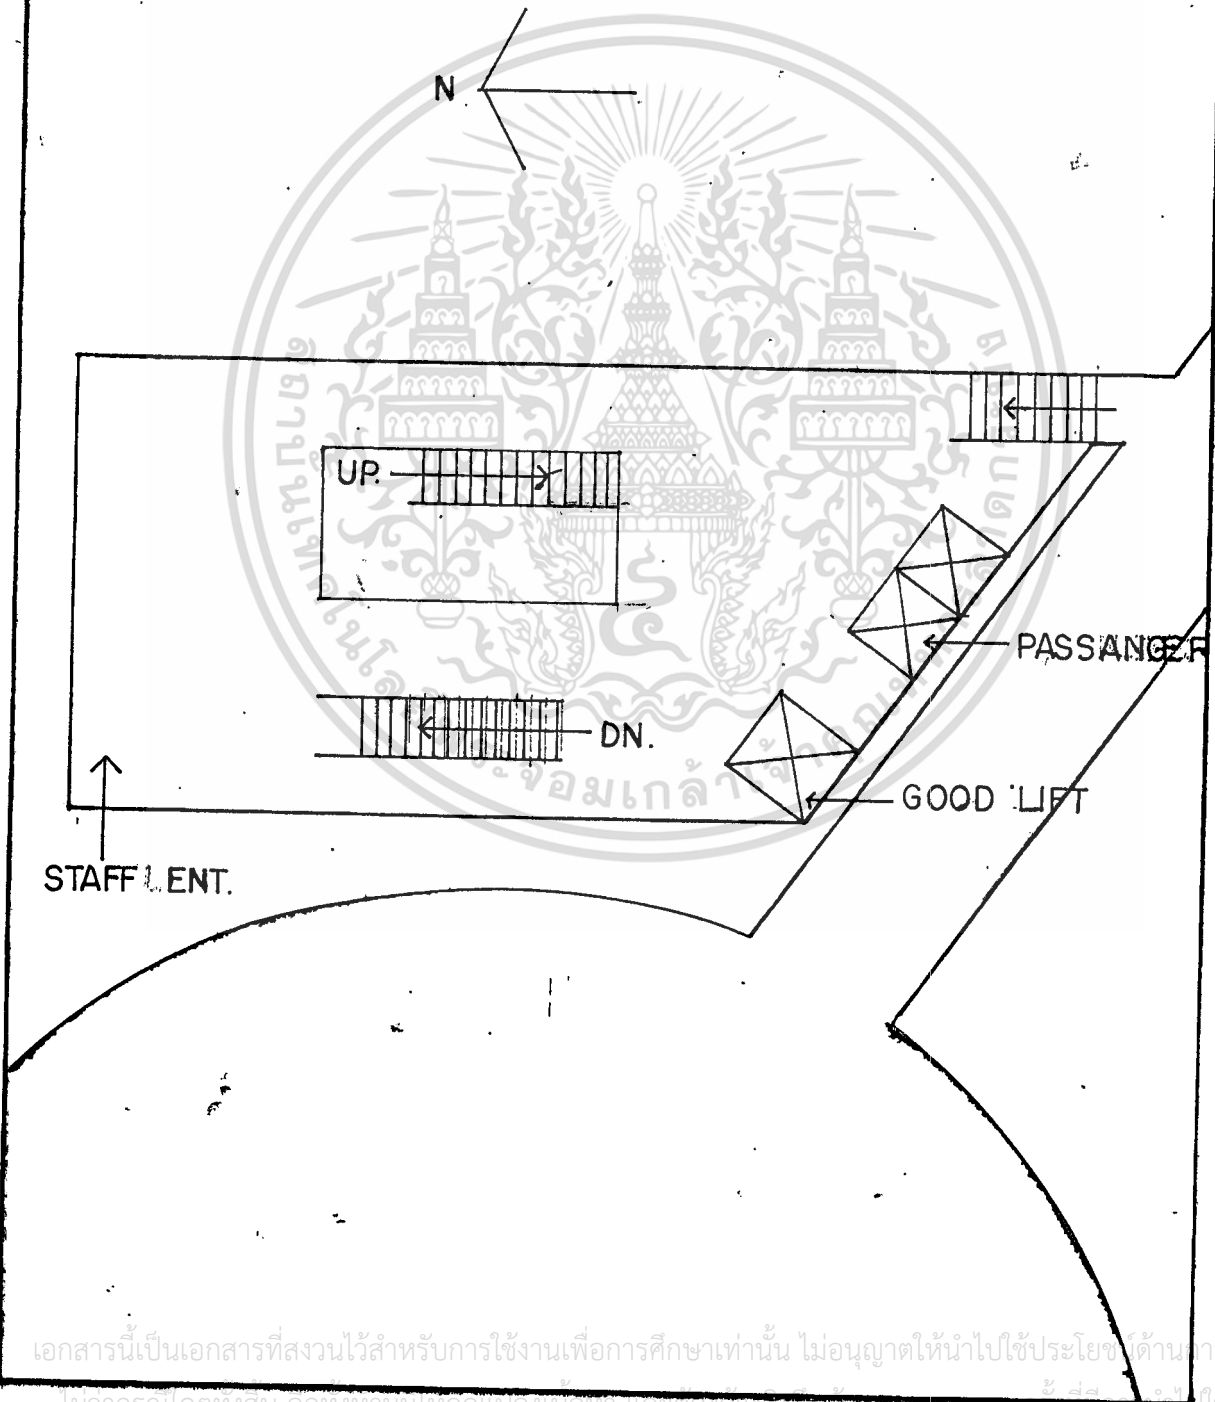 N
UP.
PASSANGER
DN.
GOOD LIFT
STAFF ENT.
เอกสารนี้เป็นเอกสารที่สงวนไว้สำหรับการใช้งานเพื่อการศึกษาเท่านั้น ไม่อนุญาตให้นำไปใช้ประโยชน์ด้านกา